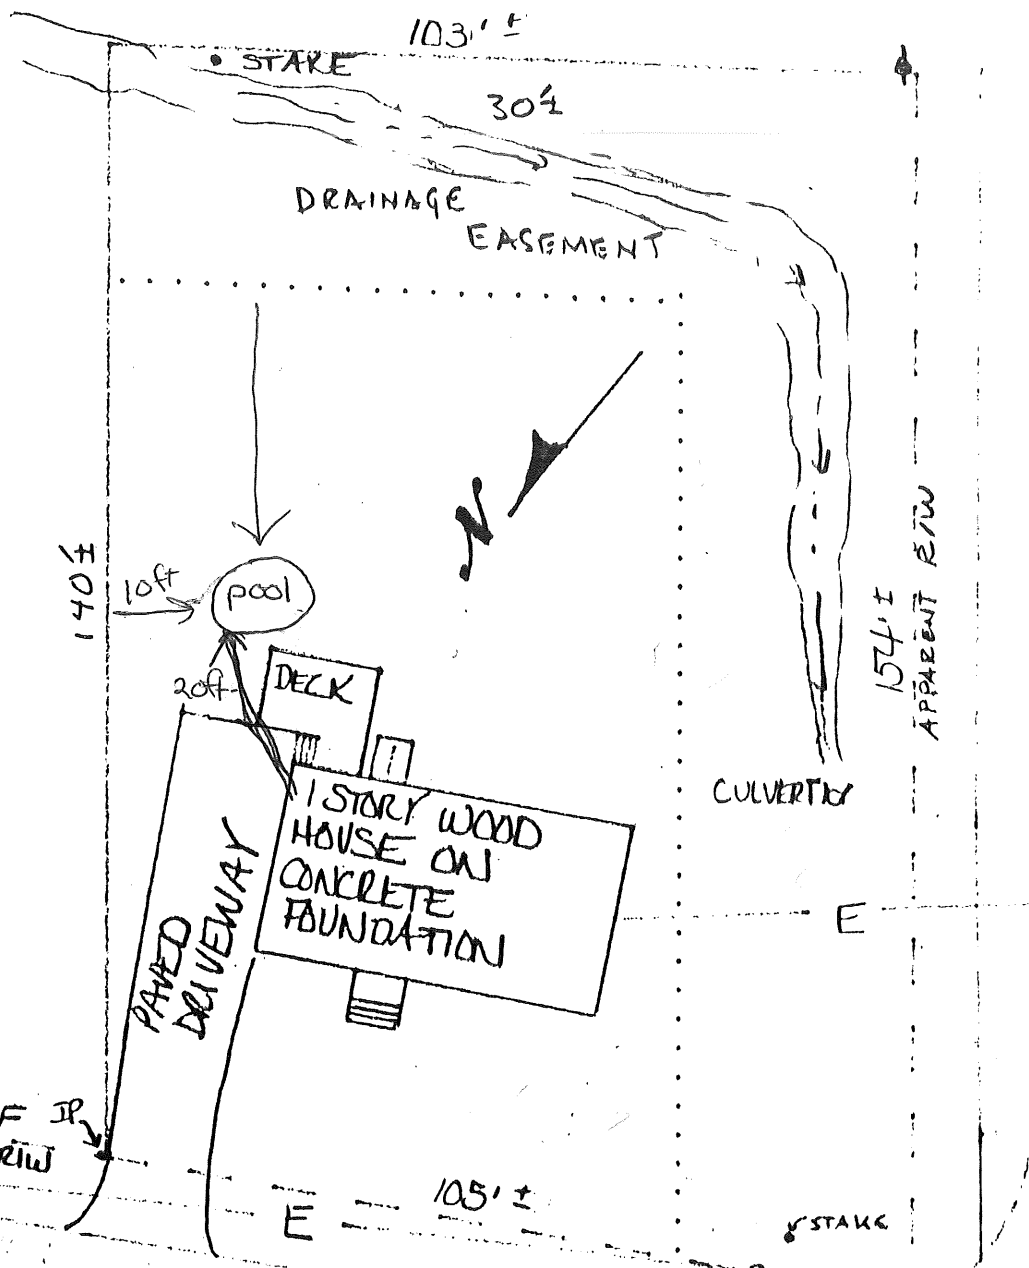 103.' ±
STAKE
30' ±
DRAINAGE
EASEMENT
N
140' ±
10ft
pool
20ft
DECK
154.' ±
APPARENT R/W
1 STORY WOOD
HOUSE ON
CONCRETE
FOUNDATION
PAVED
DRIVEWAY
E
IP
R/W
105' ±
E
STAKE